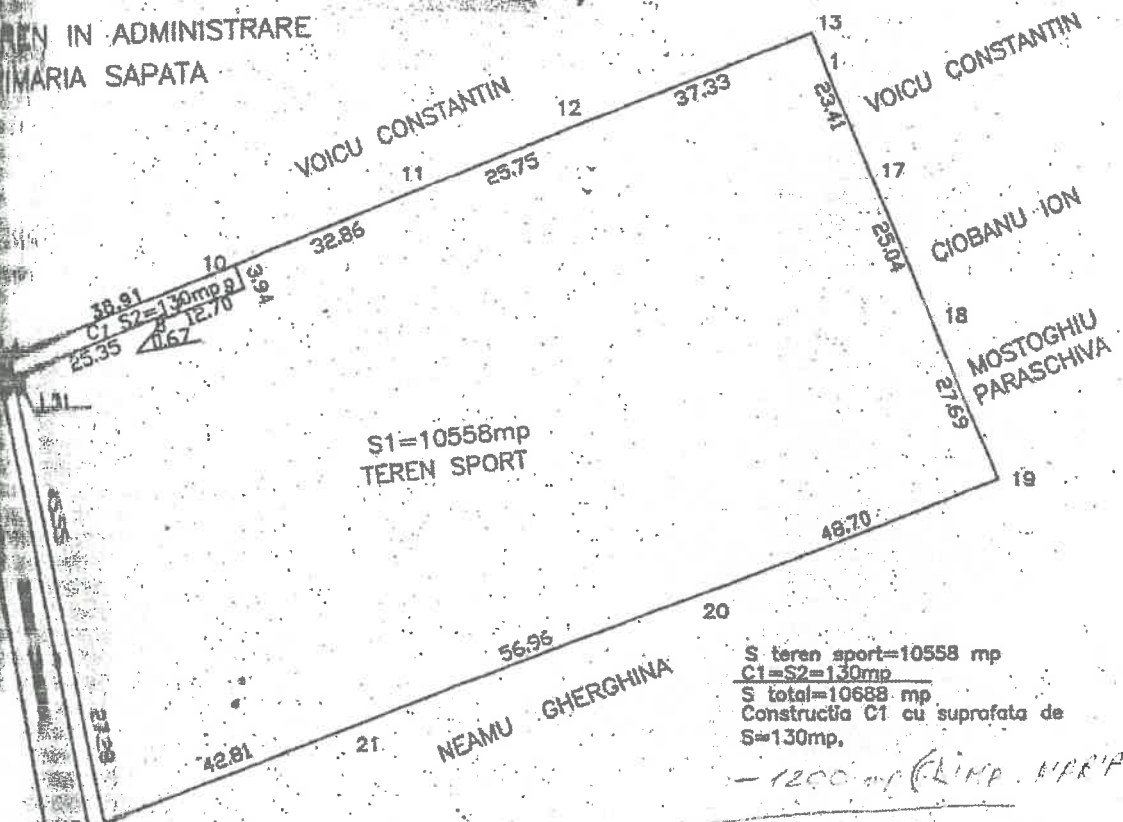 IN ADMINISTRARE
SAPATA
VOICU CONSTANTIN
13
1
VOICU CONSTANTIN
37.33
23.41
12
25.75
11
32.86
17
CIOBANU ION
25.04
10
3.94
38.91
C1 S2=130mp 9
8 12.70
25.35
0.67
18
MOSTOGHIU
PARASCHIVA
27.69
S1=10558mp
TEREN SPORT
19
48.70
20
56.96
NEAMU GHERGHINA
21
42.81
S teren sport=10558 mp
C1=S2=130mp
S total=10688 mp
Constructia C1 cu suprafata de
S=130mp.
- 1200 mp